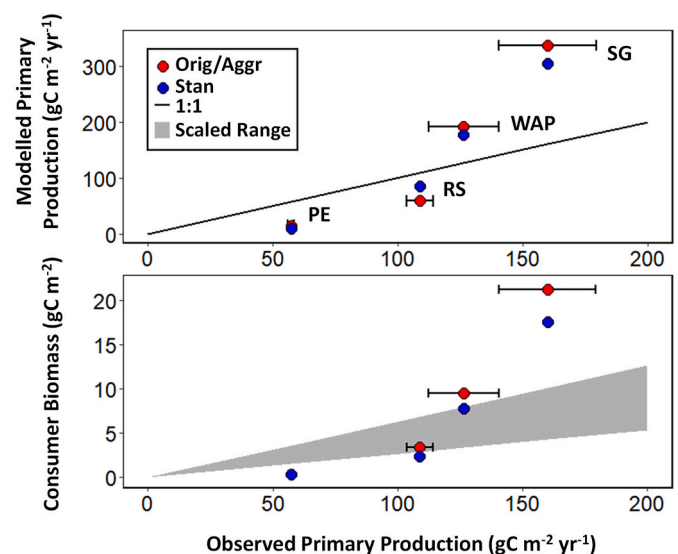 Modelled Primary
Production (gC m⁻² yr⁻¹)
300
200
100
0
Orig/Aggr
Stan
1:1
Scaled Range
SG
WAP
RS
PE
0 50 100 150 200
Consumer Biomass (gC m⁻²)
20
15
10
5
0
0 50 100 150 200
Observed Primary Production (gC m⁻² yr⁻¹)